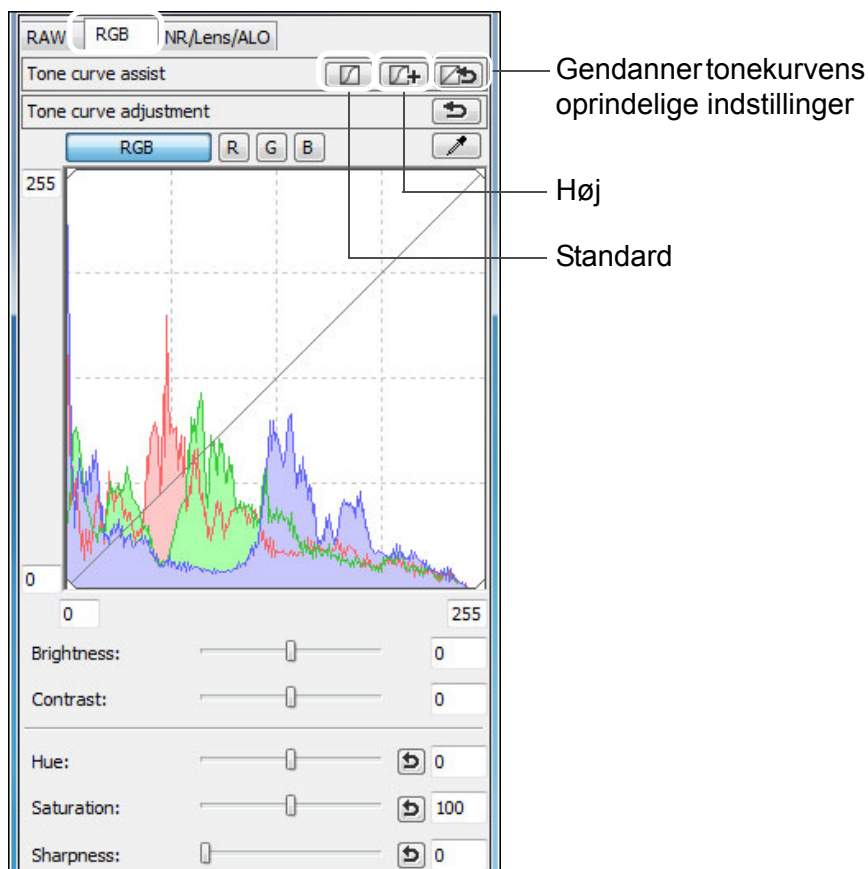 RAW RGB NR/Lens/ALO
Tone curve assist
Tone curve adjustment
RGB R G B
255
0
0 255
Brightness: 0
Contrast: 0
Hue: 0
Saturation: 100
Sharpness: 0
Gendanner tonekurvens
oprindelige indstillinger
Høj
Standard